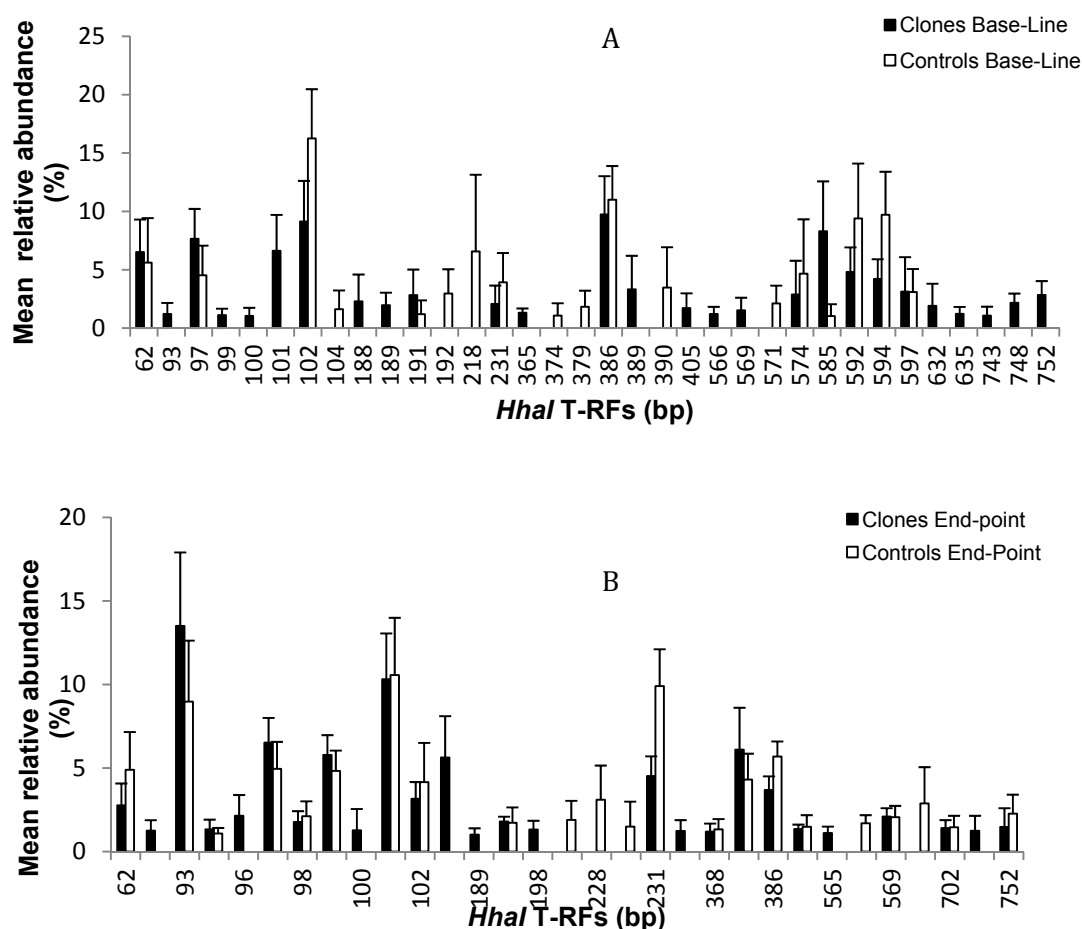 A
Clones Base-Line
Controls Base-Line
Mean relative abundance (%)
25
20
15
10
5
0
62 93 97 99 100 101 102 104 188 189 191 192 218 231 365 374 379 386 389 390 405 566 569 571 574 585 592 594 597 632 635 743 748 752
HhaI T-RFs (bp)
B
Clones End-point
Controls End-Point
Mean relative abundance (%)
20
15
10
5
0
62 93 96 98 100 102 189 198 228 231 368 386 565 569 702 752
HhaI T-RFs (bp)